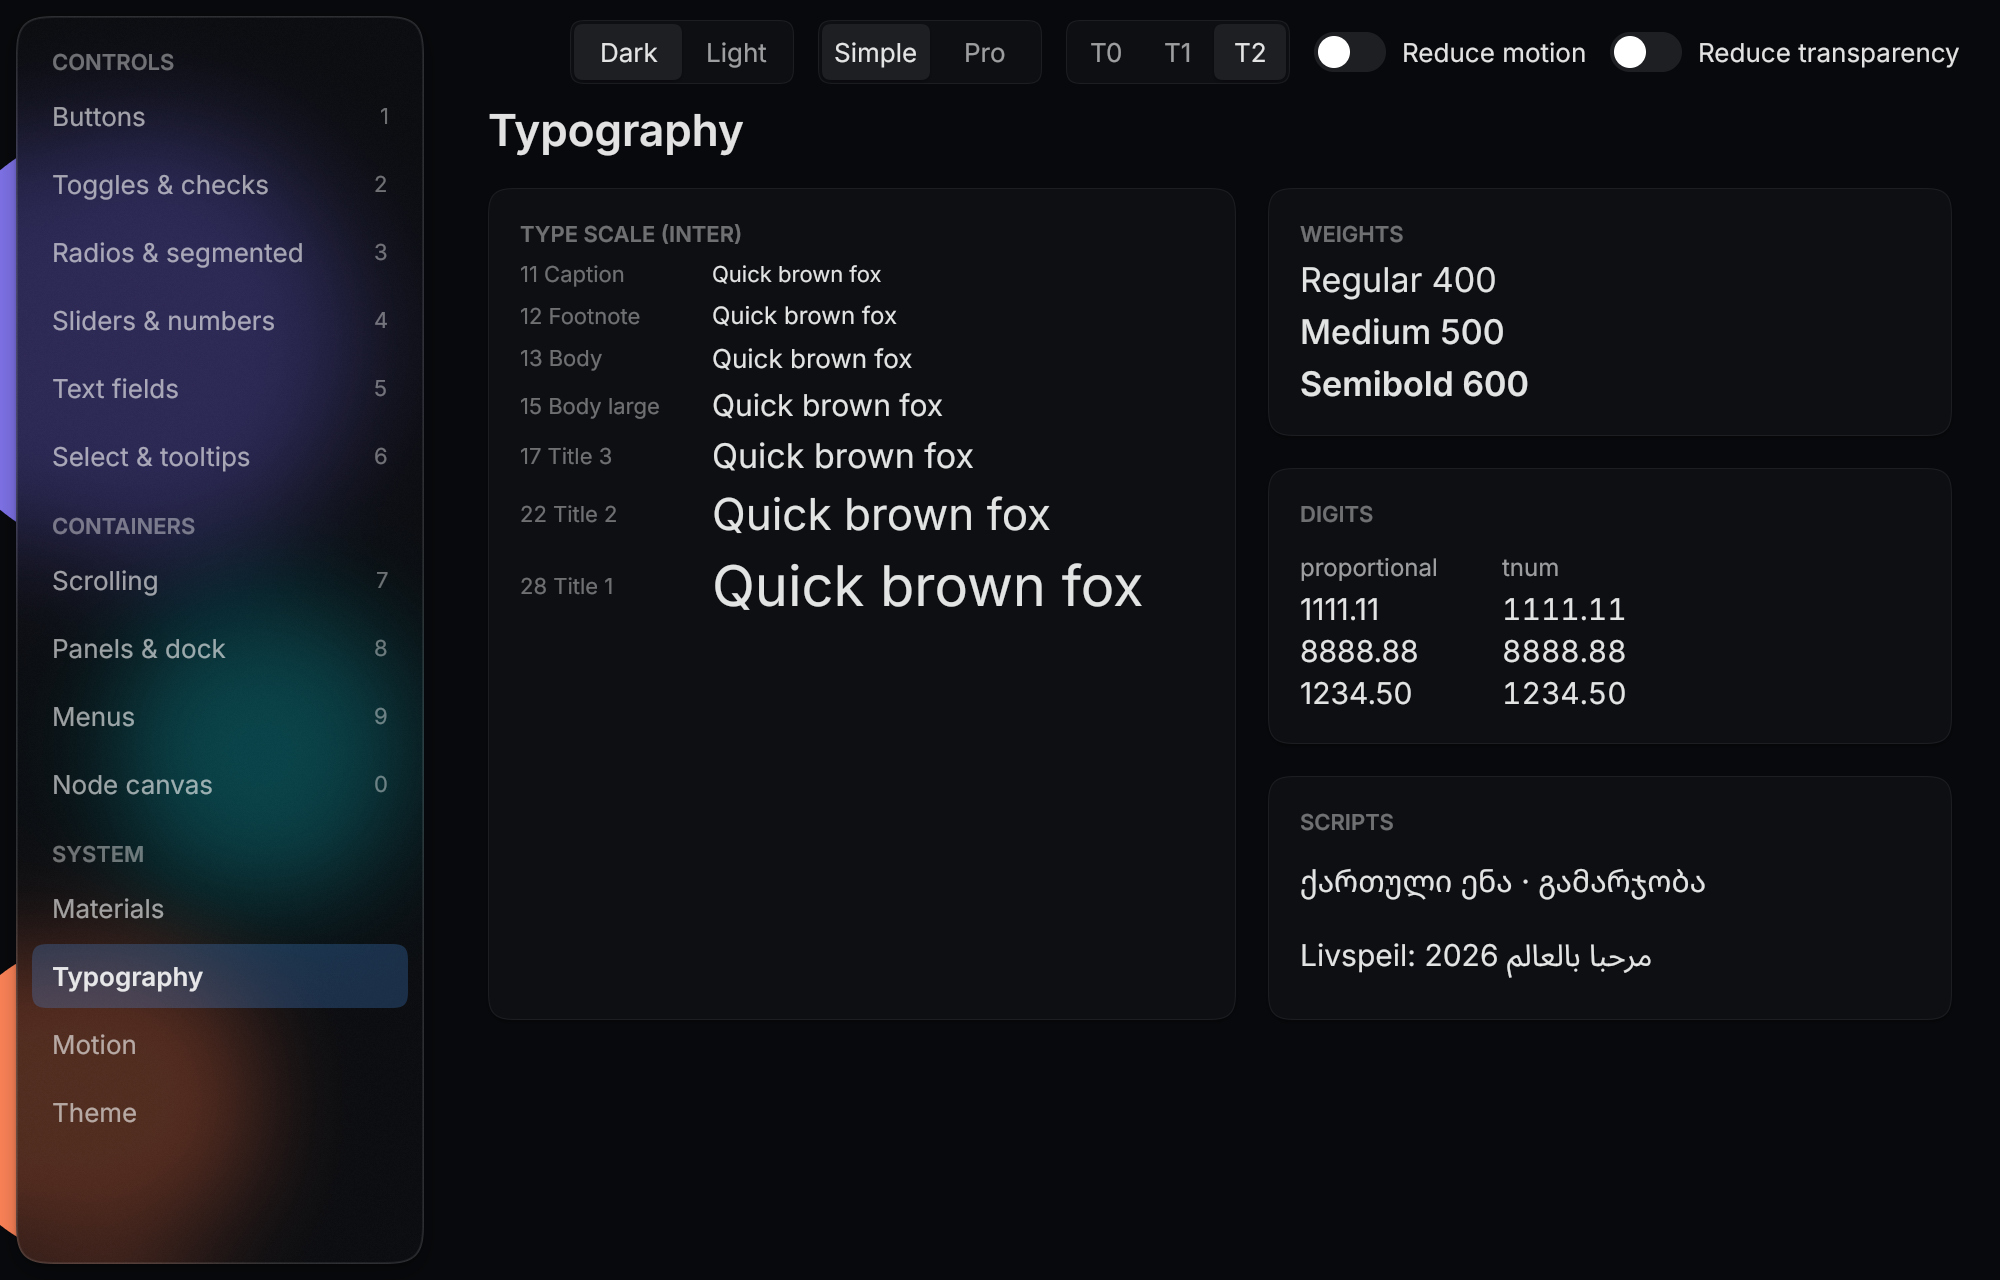 CONTROLS
Buttons 1
Toggles & checks 2
Radios & segmented 3
Sliders & numbers 4
Text fields 5
Select & tooltips 6
CONTAINERS
Scrolling 7
Panels & dock 8
Menus 9
Node canvas 0
SYSTEM
Materials
Typography
Motion
Theme
Dark Light Simple Pro T0 T1 T2 Reduce motion Reduce transparency
Typography
TYPE SCALE (INTER)
11 Caption Quick brown fox
12 Footnote Quick brown fox
13 Body Quick brown fox
15 Body large Quick brown fox
17 Title 3 Quick brown fox
22 Title 2 Quick brown fox
28 Title 1 Quick brown fox
WEIGHTS
Regular 400
Medium 500
Semibold 600
DIGITS
proportional tnum
1111.11 1111.11
8888.88 8888.88
1234.50 1234.50
SCRIPTS
ქართული ენა · გამარჯობა
Livspeil: 2026 مرحبا بالعالم